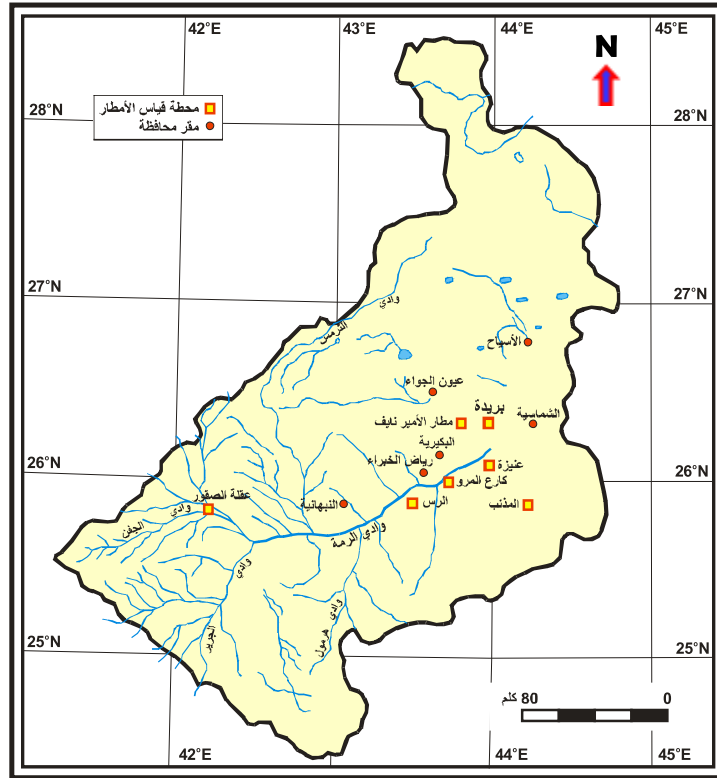 42°E
43°E
44°E
45°E
N
محطة قياس الأمطار
مقر محافظة
28°N
28°N
27°N
27°N
وادي
الترمس
الأسياح
عيون الجواء
بريدة
الشماسية
مطار الأمير نايف
البكيرية
رياض الخبراء
عنيزة
26°N
26°N
كارع المرو
عقلة الصقور
النبهانية
الرس
المذنب
وادي
الجفن
وادي الرمة
وادي
الجرير
وادي
هرمول
25°N
25°N
80 كلم
0
42°E
44°E
45°E